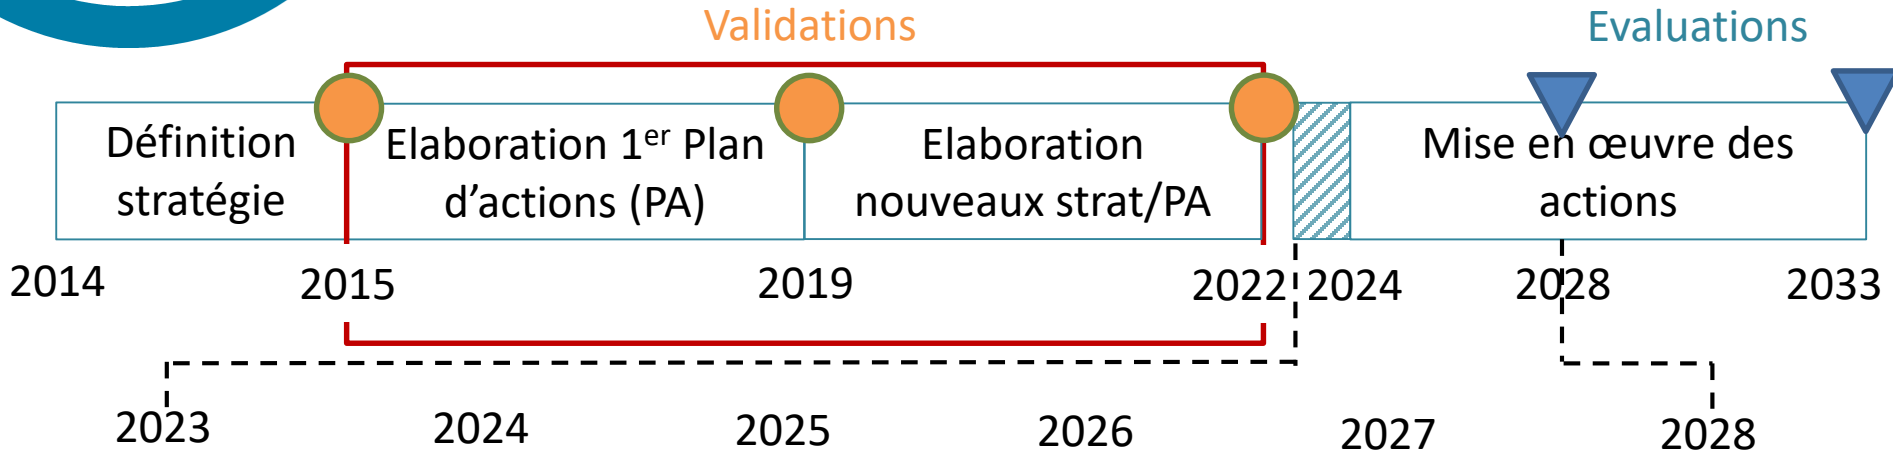 Validations
Evaluations
Définition
stratégie
Elaboration 1er Plan
d’actions (PA)
Elaboration
nouveaux strat/PA
Mise en œuvre des
actions
2014
2015
2019
2022
2024
2028
2033
2023
2024
2025
2026
2027
2028